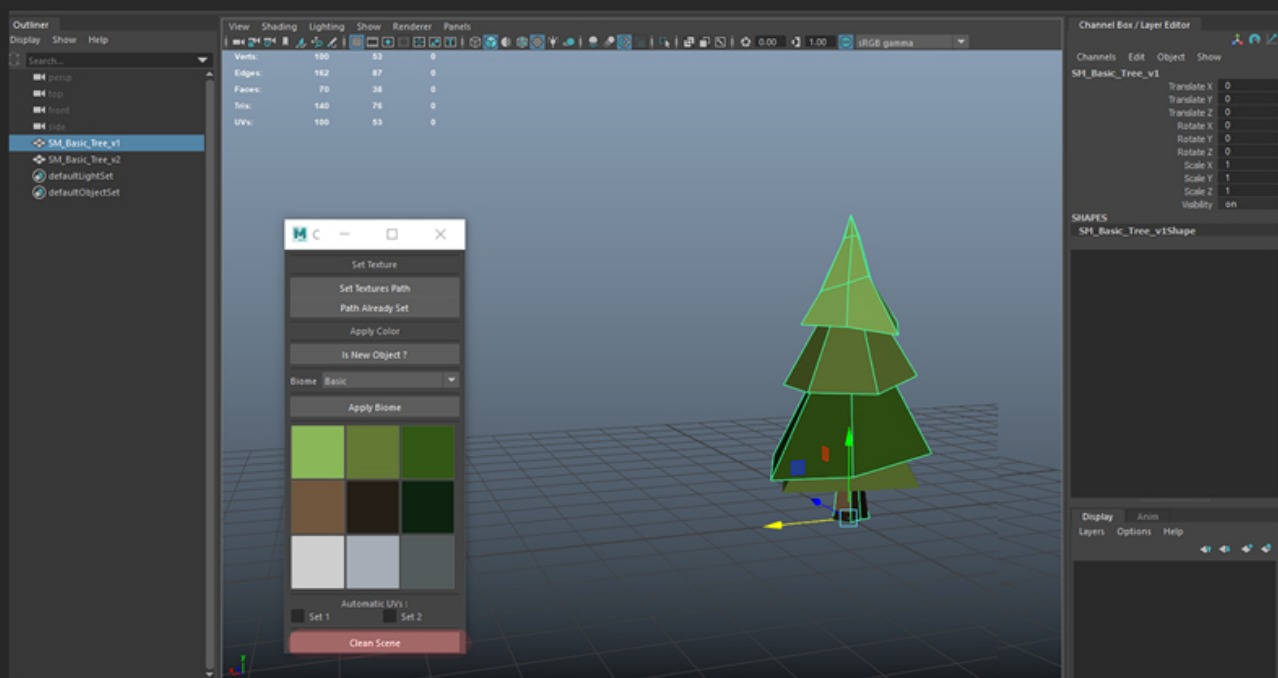 Outliner
Display Show Help
Search...
persp
top
front
side
SM_Basic_Tree_v1
SM_Basic_Tree_v2
defaultLightSet
defaultObjectSet
View Shading Lighting Show Renderer Panels
0.00 1.00 sRGB gamma
Verts: 100 53 0
Edges: 162 87 0
Faces: 70 38 0
Tris: 140 76 0
UVs: 100 53 0
M C
Set Texture
Set Textures Path
Path Already Set
Apply Color
Is New Object ?
Biome Basic
Apply Biome
Automatic UVs :
Set 1 Set 2
Clean Scene
Channel Box / Layer Editor
Channels Edit Object Show
SM_Basic_Tree_v1
Translate X 0
Translate Y 0
Translate Z 0
Rotate X 0
Rotate Y 0
Rotate Z 0
Scale X 1
Scale Y 1
Scale Z 1
Visibility on
SHAPES
SM_Basic_Tree_v1Shape
Display Anim
Layers Options Help